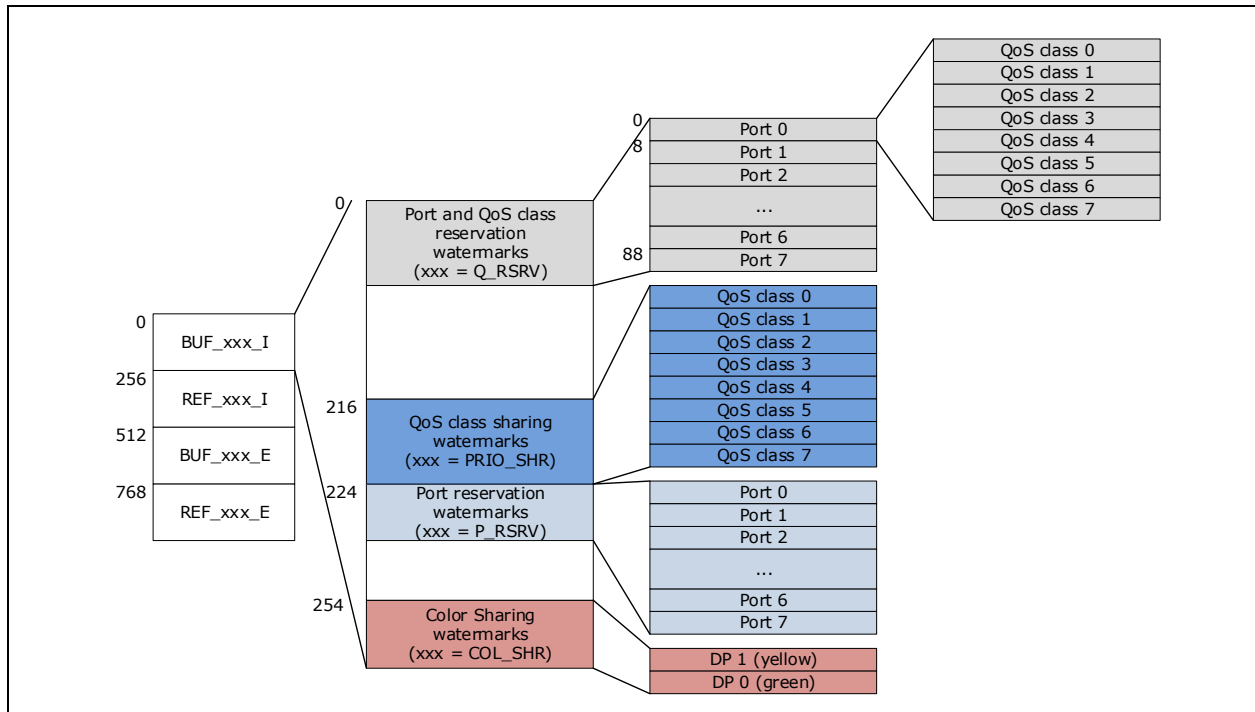 0
BUF_xxx_I
256
REF_xxx_I
512
BUF_xxx_E
768
REF_xxx_E
0
Port and QoS class
reservation
watermarks
(xxx = Q_RSRV)
216
QoS class sharing
watermarks
(xxx = PRIO_SHR)
224
Port reservation
watermarks
(xxx = P_RSRV)
254
Color Sharing
watermarks
(xxx = COL_SHR)
0
Port 0
8
Port 1
Port 2
...
Port 6
88
Port 7
QoS class 0
QoS class 1
QoS class 2
QoS class 3
QoS class 4
QoS class 5
QoS class 6
QoS class 7
Port 0
Port 1
Port 2
...
Port 6
Port 7
DP 1 (yellow)
DP 0 (green)
QoS class 0
QoS class 1
QoS class 2
QoS class 3
QoS class 4
QoS class 5
QoS class 6
QoS class 7